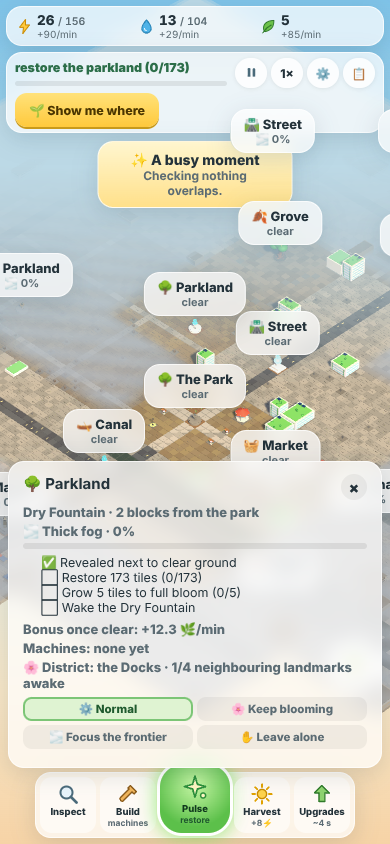 26 / 156
+90/min
13 / 104
+29/min
5
+85/min
restore the parkland (0/173)
1×
Show me where
Street
0%
A busy moment
Checking nothing
overlaps.
Grove
clear
Parkland
0%
Parkland
clear
Street
clear
The Park
clear
Canal
clear
Market
clear
Parkland
Dry Fountain · 2 blocks from the park
Thick fog · 0%
Revealed next to clear ground
Restore 173 tiles (0/173)
Grow 5 tiles to full bloom (0/5)
Wake the Dry Fountain
Bonus once clear: +12.3 /min
Machines: none yet
District: the Docks · 1/4 neighbouring landmarks
awake
Normal
Keep blooming
Focus the frontier
Leave alone
Inspect
Build
machines
Pulse
restore
Harvest
+8
Upgrades
~4 s